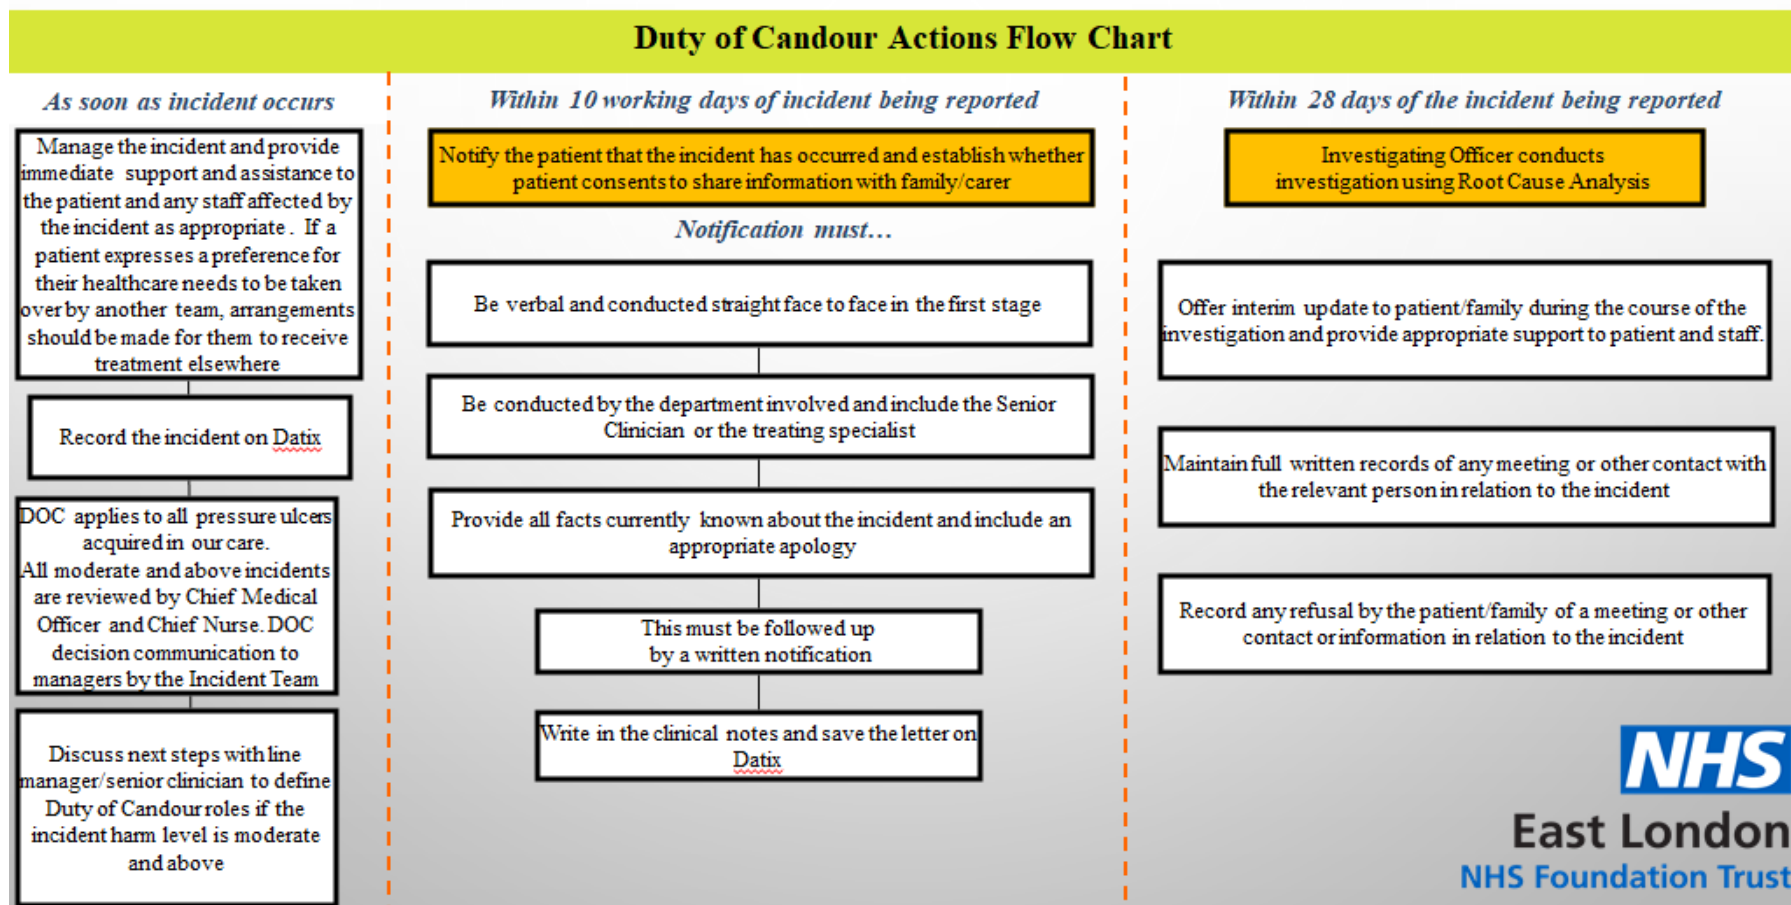 Duty of Candour Actions Flow Chart
As soon as incident occurs
Manage the incident and provide
immediate support and assistance to
the patient and any staff affected by
the incident as appropriate . If a
patient expresses a preference for
their healthcare needs to be taken
over by another team, arrangements
should be made for them to receive
treatment elsewhere
Record the incident on Datix
DOC applies to all pressure ulcers
acquired in our care.
All moderate and above incidents
are reviewed by Chief Medical
Officer and Chief Nurse. DOC
decision communication to
managers by the Incident Team
Discuss next steps with line
manager/senior clinician to define
Duty of Candour roles if the
incident harm level is moderate
and above
Within 10 working days of incident being reported
Notify the patient that the incident has occurred and establish whether
patient consents to share information with family/carer
Notification must…
Be verbal and conducted straight face to face in the first stage
Be conducted by the department involved and include the Senior
Clinician or the treating specialist
Provide all facts currently known about the incident and include an
appropriate apology
This must be followed up
by a written notification
Write in the clinical notes and save the letter on
Datix
Within 28 days of the incident being reported
Investigating Officer conducts
investigation using Root Cause Analysis
Offer interim update to patient/family during the course of the
investigation and provide appropriate support to patient and staff.
Maintain full written records of any meeting or other contact with
the relevant person in relation to the incident
Record any refusal by the patient/family of a meeting or other
contact or information in relation to the incident
NHS
East London
NHS Foundation Trust